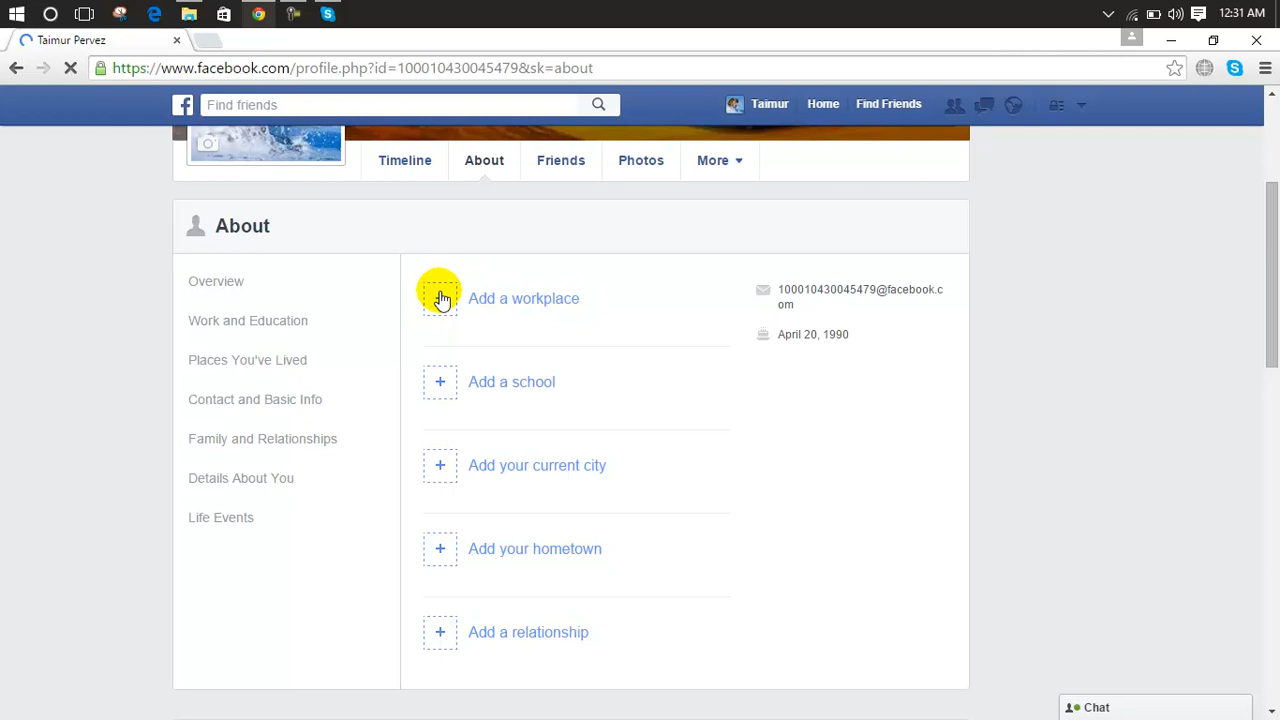 12:31 AM
Taimur Pervez
https://www.facebook.com/profile.php?id=100010430045479&sk=about
Find friends
Taimur
Home
Find Friends
Timeline
About
Friends
Photos
More
About
Overview
Work and Education
Places You've Lived
Contact and Basic Info
Family and Relationships
Details About You
Life Events
Add a workplace
Add a school
Add your current city
Add your hometown
Add a relationship
100010430045479@facebook.c
om
April 20, 1990
Chat